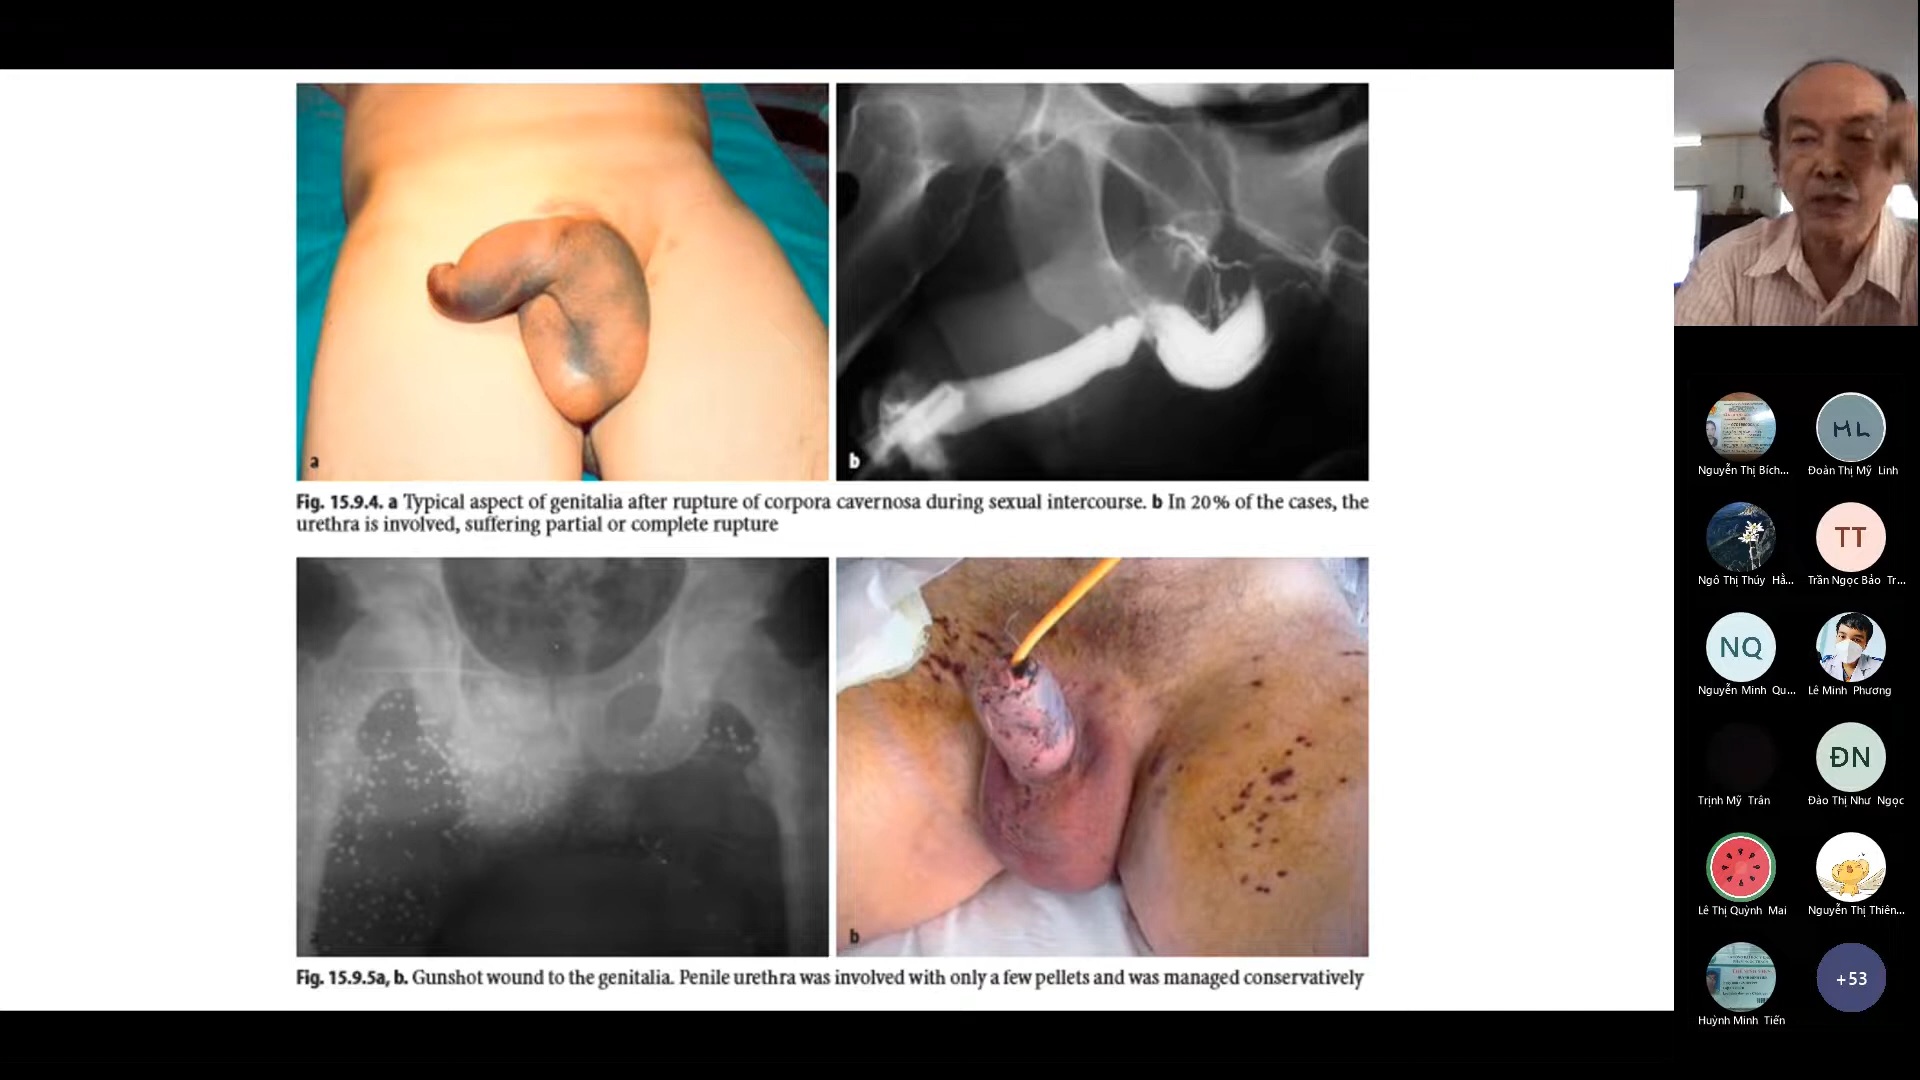 a
b
Fig. 15.9.4. a Typical aspect of genitalia after rupture of corpora cavernosa during sexual intercourse. b In 20% of the cases, the
urethra is involved, suffering partial or complete rupture
b
Fig. 15.9.5a, b. Gunshot wound to the genitalia. Penile urethra was involved with only a few pellets and was managed conservatively
Nguyễn Thị Bích...
ML
Đoàn Thị Mỹ Linh
Ngô Thị Thúy Hằ...
TT
Trần Ngọc Bảo Tr...
NQ
Nguyễn Minh Qu...
Lê Minh Phương
Trịnh Mỹ Trân
ĐN
Đào Thị Như Ngọc
Lê Thị Quỳnh Mai
Nguyễn Thị Thiên...
Huỳnh Minh Tiến
+53